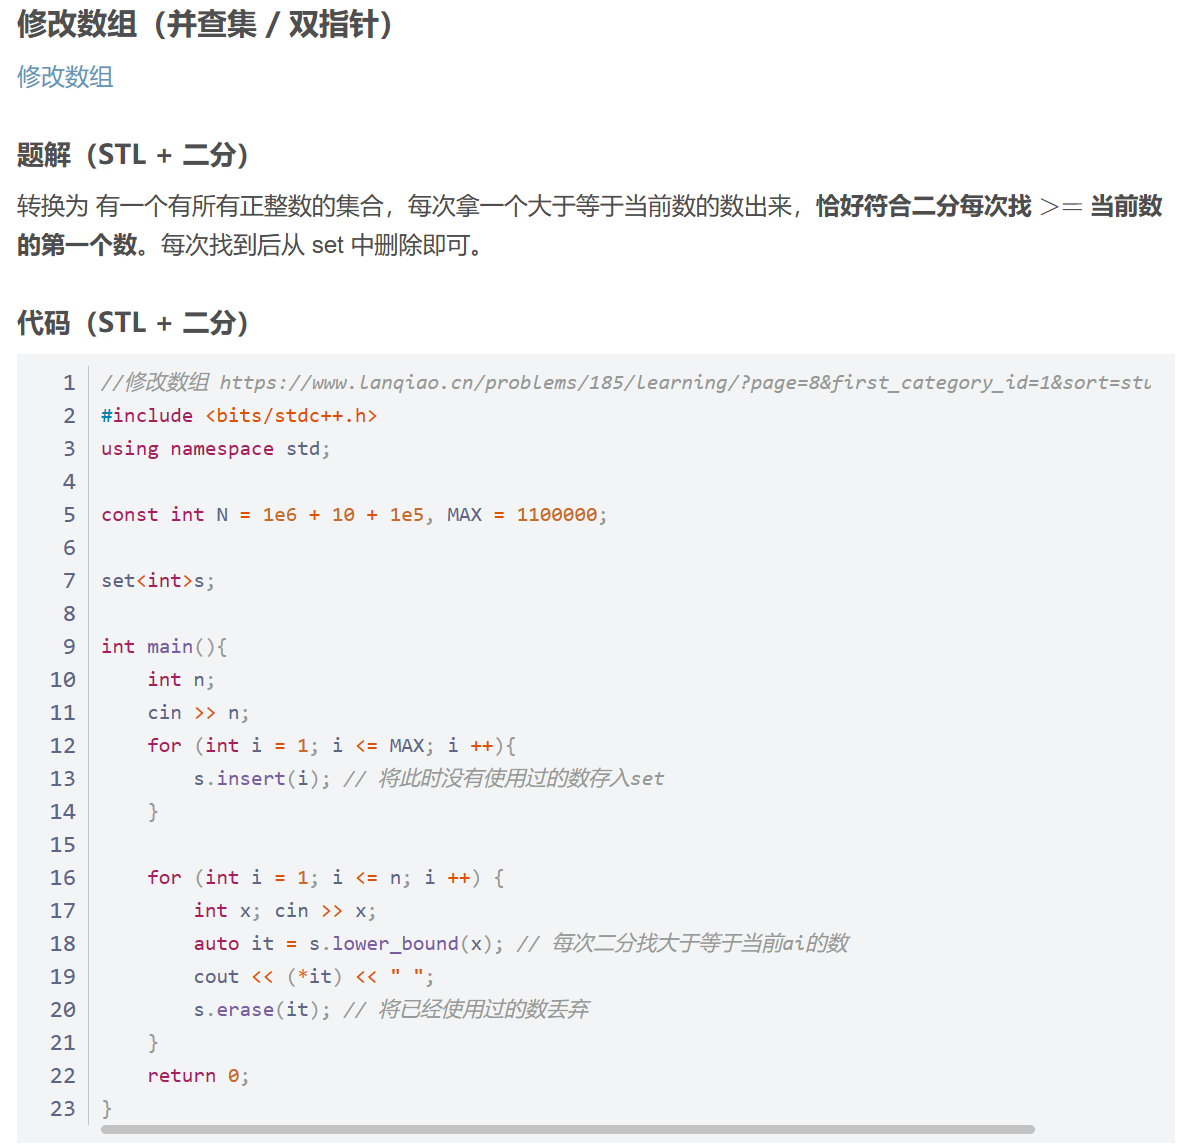 修改数组（并查集 / 双指针）
修改数组
题解（STL + 二分）
转换为 有一个有所有正整数的集合，每次拿一个大于等于当前数的数出来，恰好符合二分每次找 >= 当前数
的第一个数。每次找到后从 set 中删除即可。
代码（STL + 二分）
1 //修改数组 https://www.lanqiao.cn/problems/185/learning/?page=8&first_category_id=1&sort=stu
2 #include <bits/stdc++.h>
3 using namespace std;
4
5 const int N = 1e6 + 10 + 1e5, MAX = 1100000;
6
7 set<int>s;
8
9 int main(){
10     int n;
11     cin >> n;
12     for (int i = 1; i <= MAX; i ++){
13         s.insert(i); // 将此时没有使用过的数存入set
14     }
15
16     for (int i = 1; i <= n; i ++) {
17         int x; cin >> x;
18         auto it = s.lower_bound(x); // 每次二分找大于等于当前ai的数
19         cout << (*it) << " ";
20         s.erase(it); // 将已经使用过的数丢弃
21     }
22     return 0;
23 }